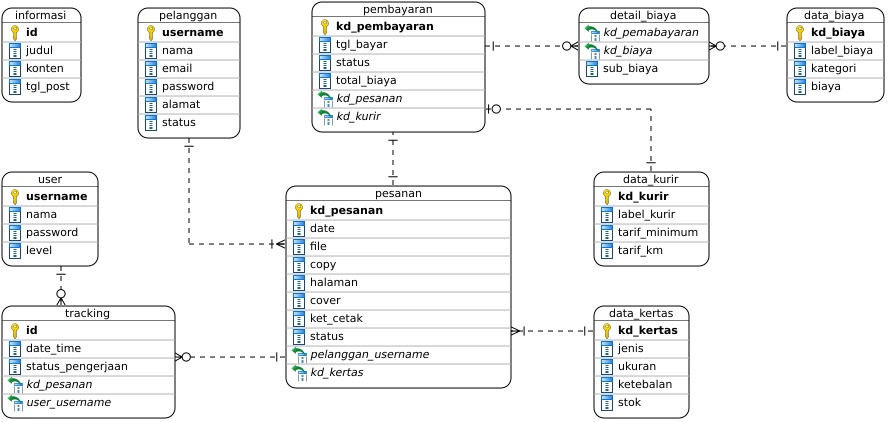 informasi
id
judul
konten
tgl_post
pelanggan
username
nama
email
password
alamat
status
pembayaran
kd_pembayaran
tgl_bayar
status
total_biaya
kd_pesanan
kd_kurir
detail_biaya
kd_pemabayaran
kd_biaya
sub_biaya
data_biaya
kd_biaya
label_biaya
kategori
biaya
user
username
nama
password
level
pesanan
kd_pesanan
date
file
copy
halaman
cover
ket_cetak
status
pelanggan_username
kd_kertas
data_kurir
kd_kurir
label_kurir
tarif_minimum
tarif_km
tracking
id
date_time
status_pengerjaan
kd_pesanan
user_username
data_kertas
kd_kertas
jenis
ukuran
ketebalan
stok